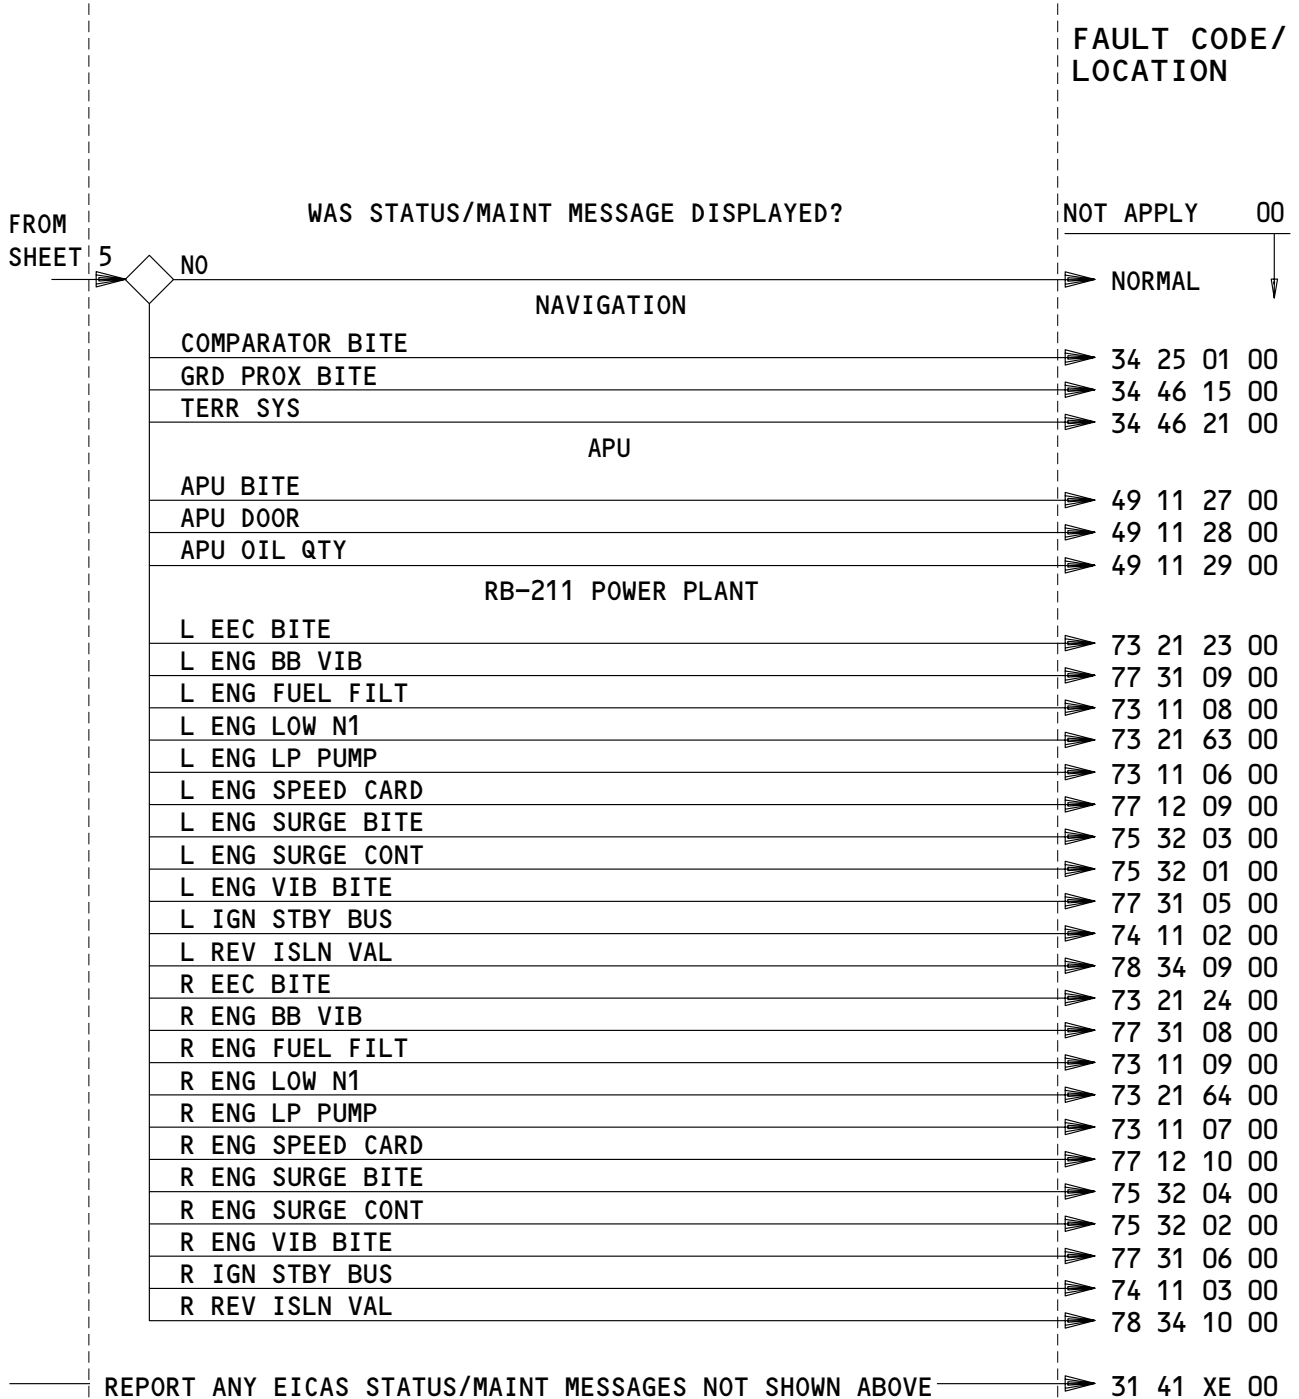 FAULT CODE/
LOCATION
WAS STATUS/MAINT MESSAGE DISPLAYED? NOT APPLY 00
FROM
SHEET 5
NO NORMAL
NAVIGATION
COMPARATOR BITE 34 25 01 00
GRD PROX BITE 34 46 15 00
TERR SYS 34 46 21 00
APU
APU BITE 49 11 27 00
APU DOOR 49 11 28 00
APU OIL QTY 49 11 29 00
RB-211 POWER PLANT
L EEC BITE 73 21 23 00
L ENG BB VIB 77 31 09 00
L ENG FUEL FILT 73 11 08 00
L ENG LOW N1 73 21 63 00
L ENG LP PUMP 73 11 06 00
L ENG SPEED CARD 77 12 09 00
L ENG SURGE BITE 75 32 03 00
L ENG SURGE CONT 75 32 01 00
L ENG VIB BITE 77 31 05 00
L IGN STBY BUS 74 11 02 00
L REV ISLN VAL 78 34 09 00
R EEC BITE 73 21 24 00
R ENG BB VIB 77 31 08 00
R ENG FUEL FILT 73 11 09 00
R ENG LOW N1 73 21 64 00
R ENG LP PUMP 73 11 07 00
R ENG SPEED CARD 77 12 10 00
R ENG SURGE BITE 75 32 04 00
R ENG SURGE CONT 75 32 02 00
R ENG VIB BITE 77 31 06 00
R IGN STBY BUS 74 11 03 00
R REV ISLN VAL 78 34 10 00
REPORT ANY EICAS STATUS/MAINT MESSAGES NOT SHOWN ABOVE 31 41 XE 00